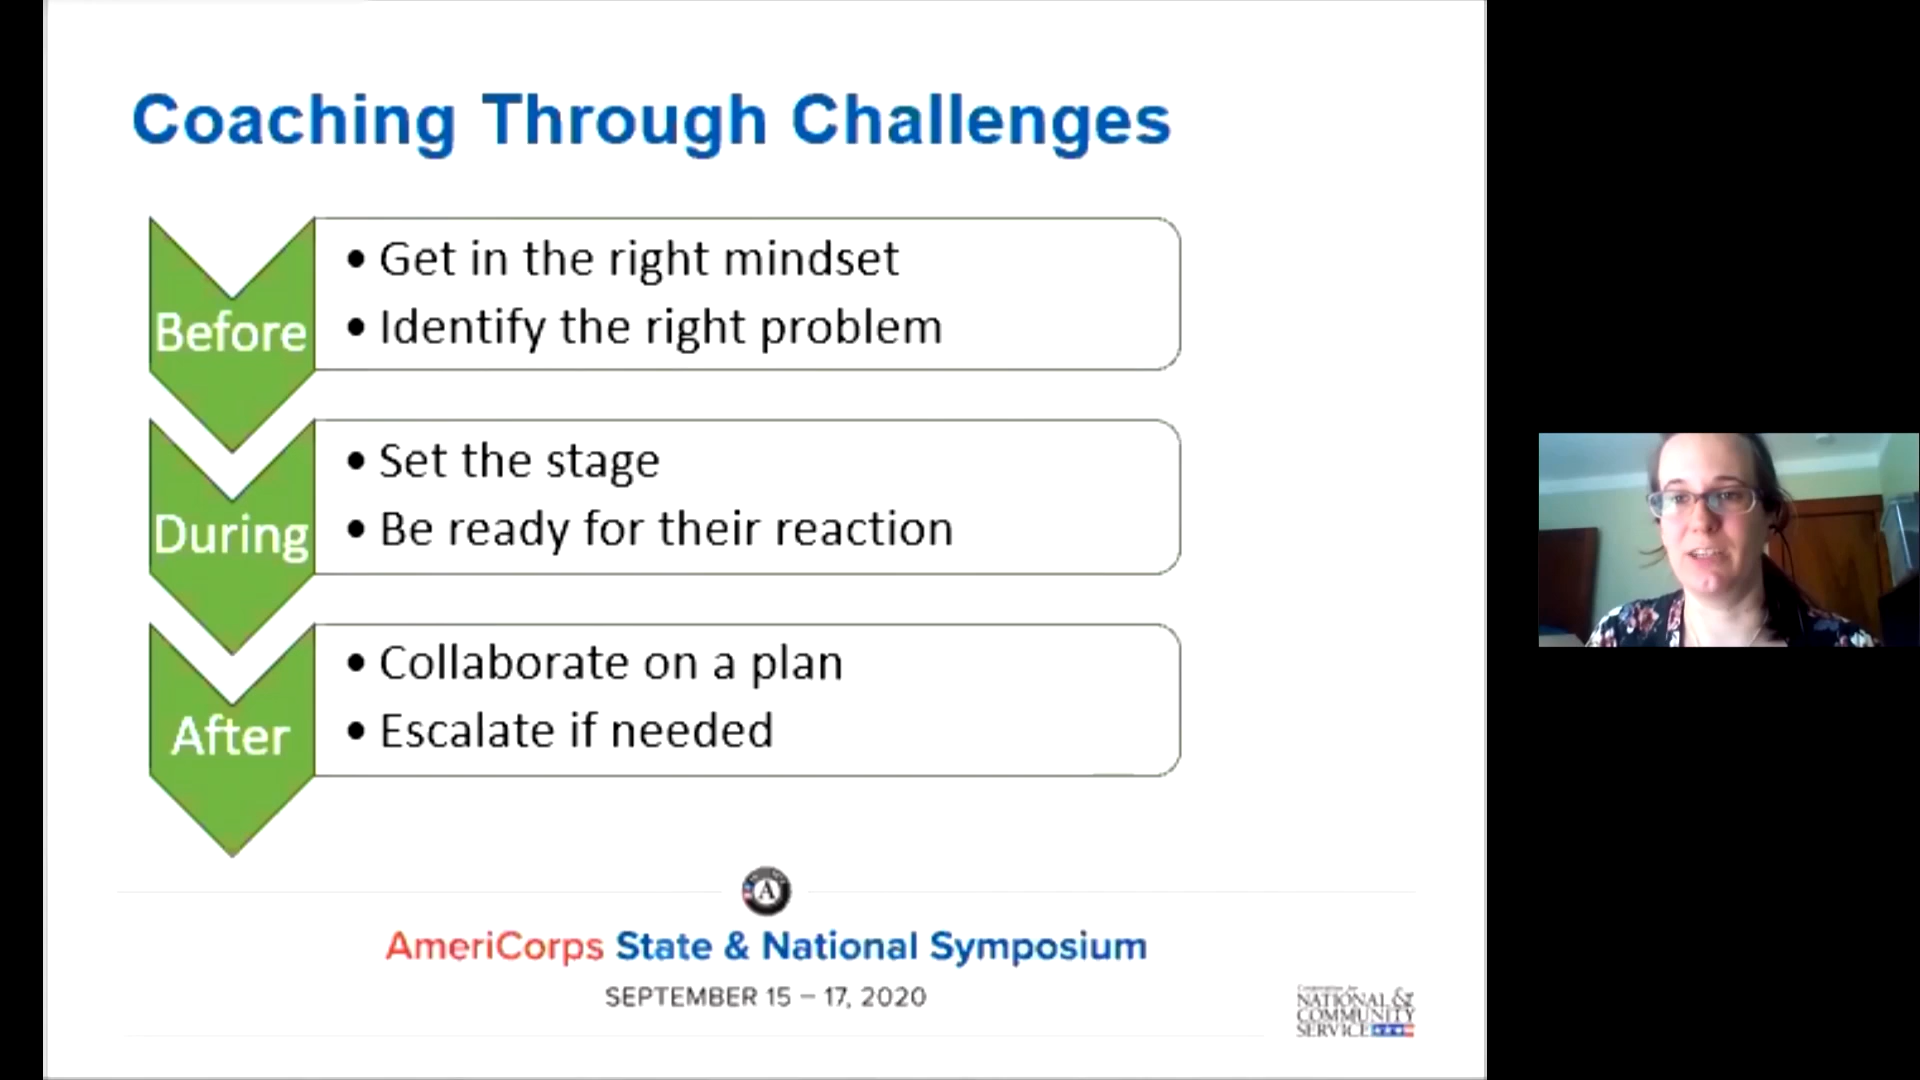 Coaching Through Challenges
Before
• Get in the right mindset
• Identify the right problem
During
• Set the stage
• Be ready for their reaction
After
• Collaborate on a plan
• Escalate if needed
A
AmeriCorps State & National Symposium
SEPTEMBER 15 – 17, 2020
Corporation for
NATIONAL &
COMMUNITY
SERVICE